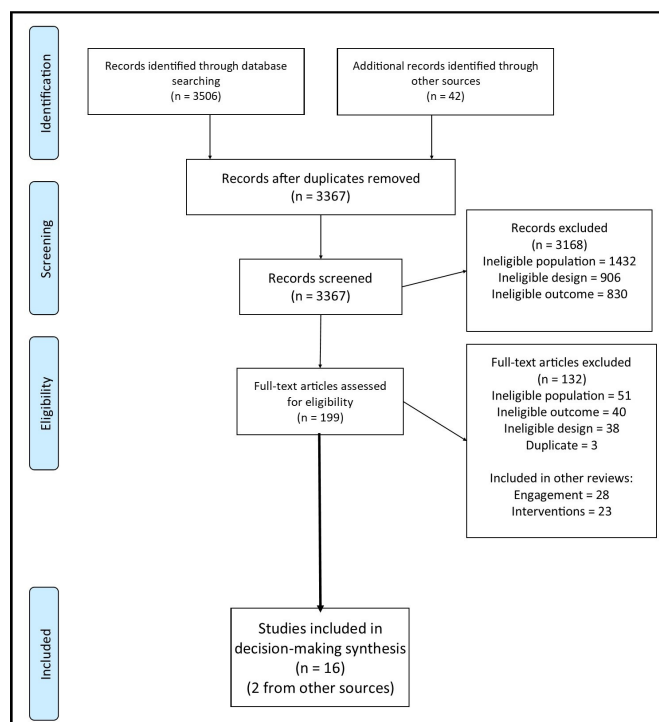 Identification
Records identified through database
searching
(n = 3506)
Additional records identified through
other sources
(n = 42)
Records after duplicates removed
(n = 3367)
Screening
Records screened
(n = 3367)
Records excluded
(n = 3168)
Ineligible population = 1432
Ineligible design = 906
Ineligible outcome = 830
Eligibility
Full-text articles assessed
for eligibility
(n = 199)
Full-text articles excluded
(n = 132)
Ineligible population = 51
Ineligible outcome = 40
Ineligible design = 38
Duplicate = 3
Included in other reviews:
Engagement = 28
Interventions = 23
Included
Studies included in
decision-making synthesis
(n = 16)
(2 from other sources)